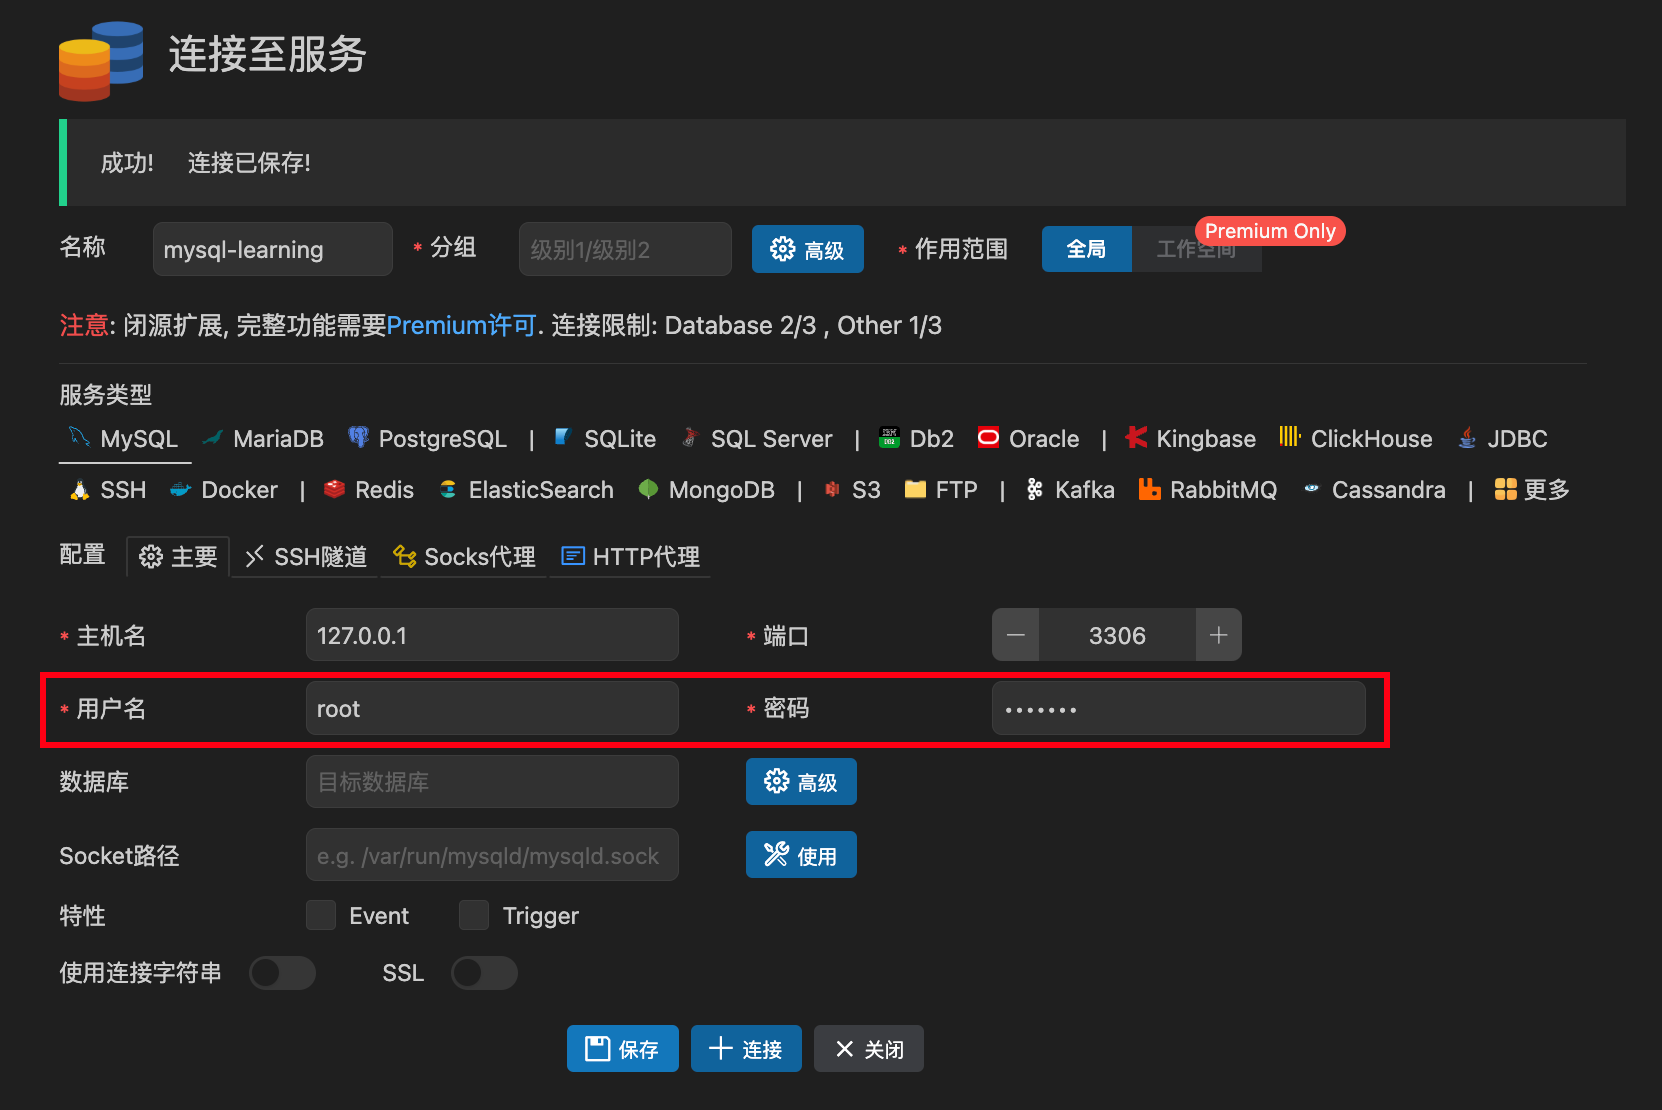 连接至服务
成功! 连接已保存!
名称 mysql-learning * 分组 级别1/级别2 高级 * 作用范围 全局 工作空间 Premium Only
注意: 闭源扩展, 完整功能需要Premium许可. 连接限制: Database 2/3 , Other 1/3
服务类型
MySQL MariaDB PostgreSQL | SQLite SQL Server | Db2 Oracle | Kingbase ClickHouse JDBC
SSH Docker | Redis ElasticSearch MongoDB | S3 FTP | Kafka RabbitMQ Cassandra | 更多
配置 主要 SSH隧道 Socks代理 HTTP代理
* 主机名 127.0.0.1 * 端口 3306
* 用户名 root * 密码 •••••••
数据库 目标数据库 高级
Socket路径 e.g. /var/run/mysqld/mysqld.sock 使用
特性 Event Trigger
使用连接字符串 SSL
保存 连接 关闭